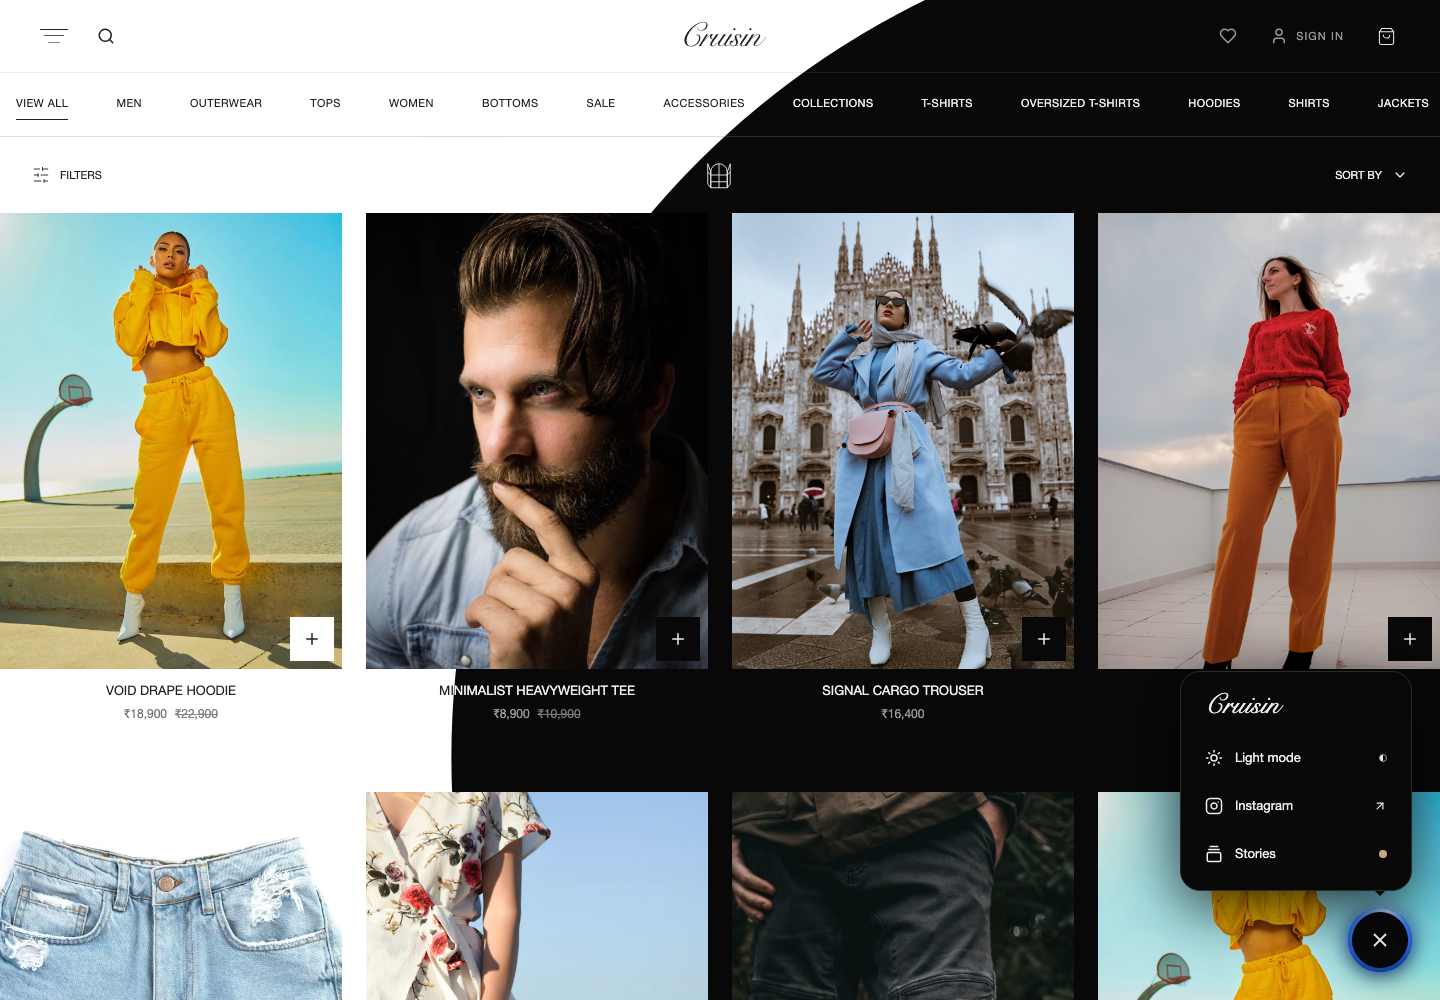 Cruisin
SIGN IN
VIEW ALL MEN OUTERWEAR TOPS WOMEN BOTTOMS SALE ACCESSORIES COLLECTIONS T-SHIRTS OVERSIZED T-SHIRTS HOODIES SHIRTS JACKETS
FILTERS
SORT BY
VOID DRAPE HOODIE
₹18,900 ₹22,900
MINIMALIST HEAVYWEIGHT TEE
₹8,900 ₹10,900
SIGNAL CARGO TROUSER
₹16,400
Cruisin
Light mode
Instagram
Stories